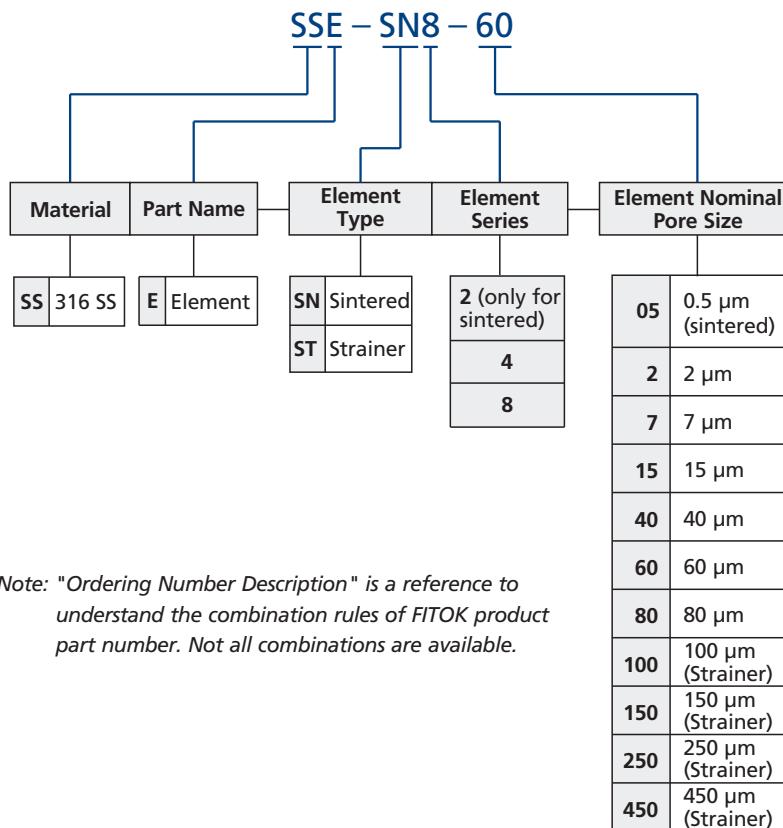 SSE – SN8 – 60
Material
Part Name
Element
Type
Element
Series
Element Nominal
Pore Size
SS 316 SS
E Element
SN Sintered
ST Strainer
2 (only for
sintered)
4
8
05 0.5 µm
(sintered)
2 2 µm
7 7 µm
15 15 µm
40 40 µm
60 60 µm
80 80 µm
100 100 µm
(Strainer)
150 150 µm
(Strainer)
250 250 µm
(Strainer)
450 450 µm
(Strainer)
Note: "Ordering Number Description" is a reference to
understand the combination rules of FITOK product
part number. Not all combinations are available.